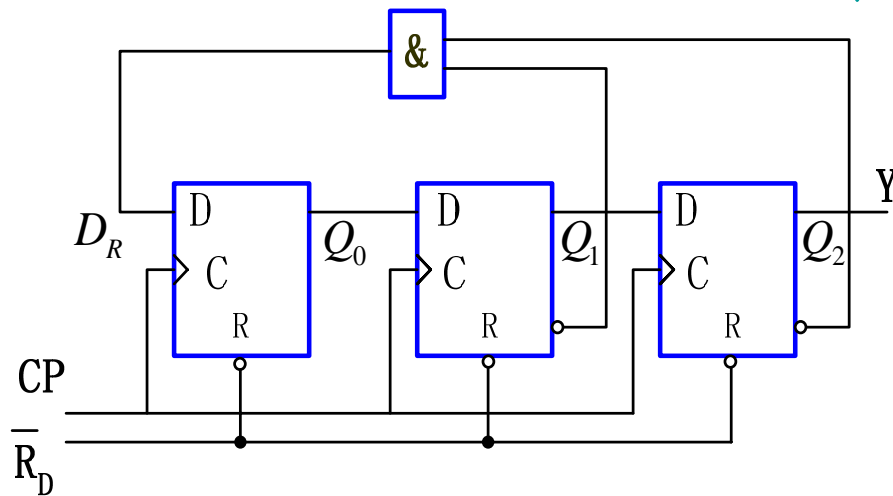 &
D D D Y
D_R Q_0 Q_1 Q_2
C C C
R R R
CP
R̅_D